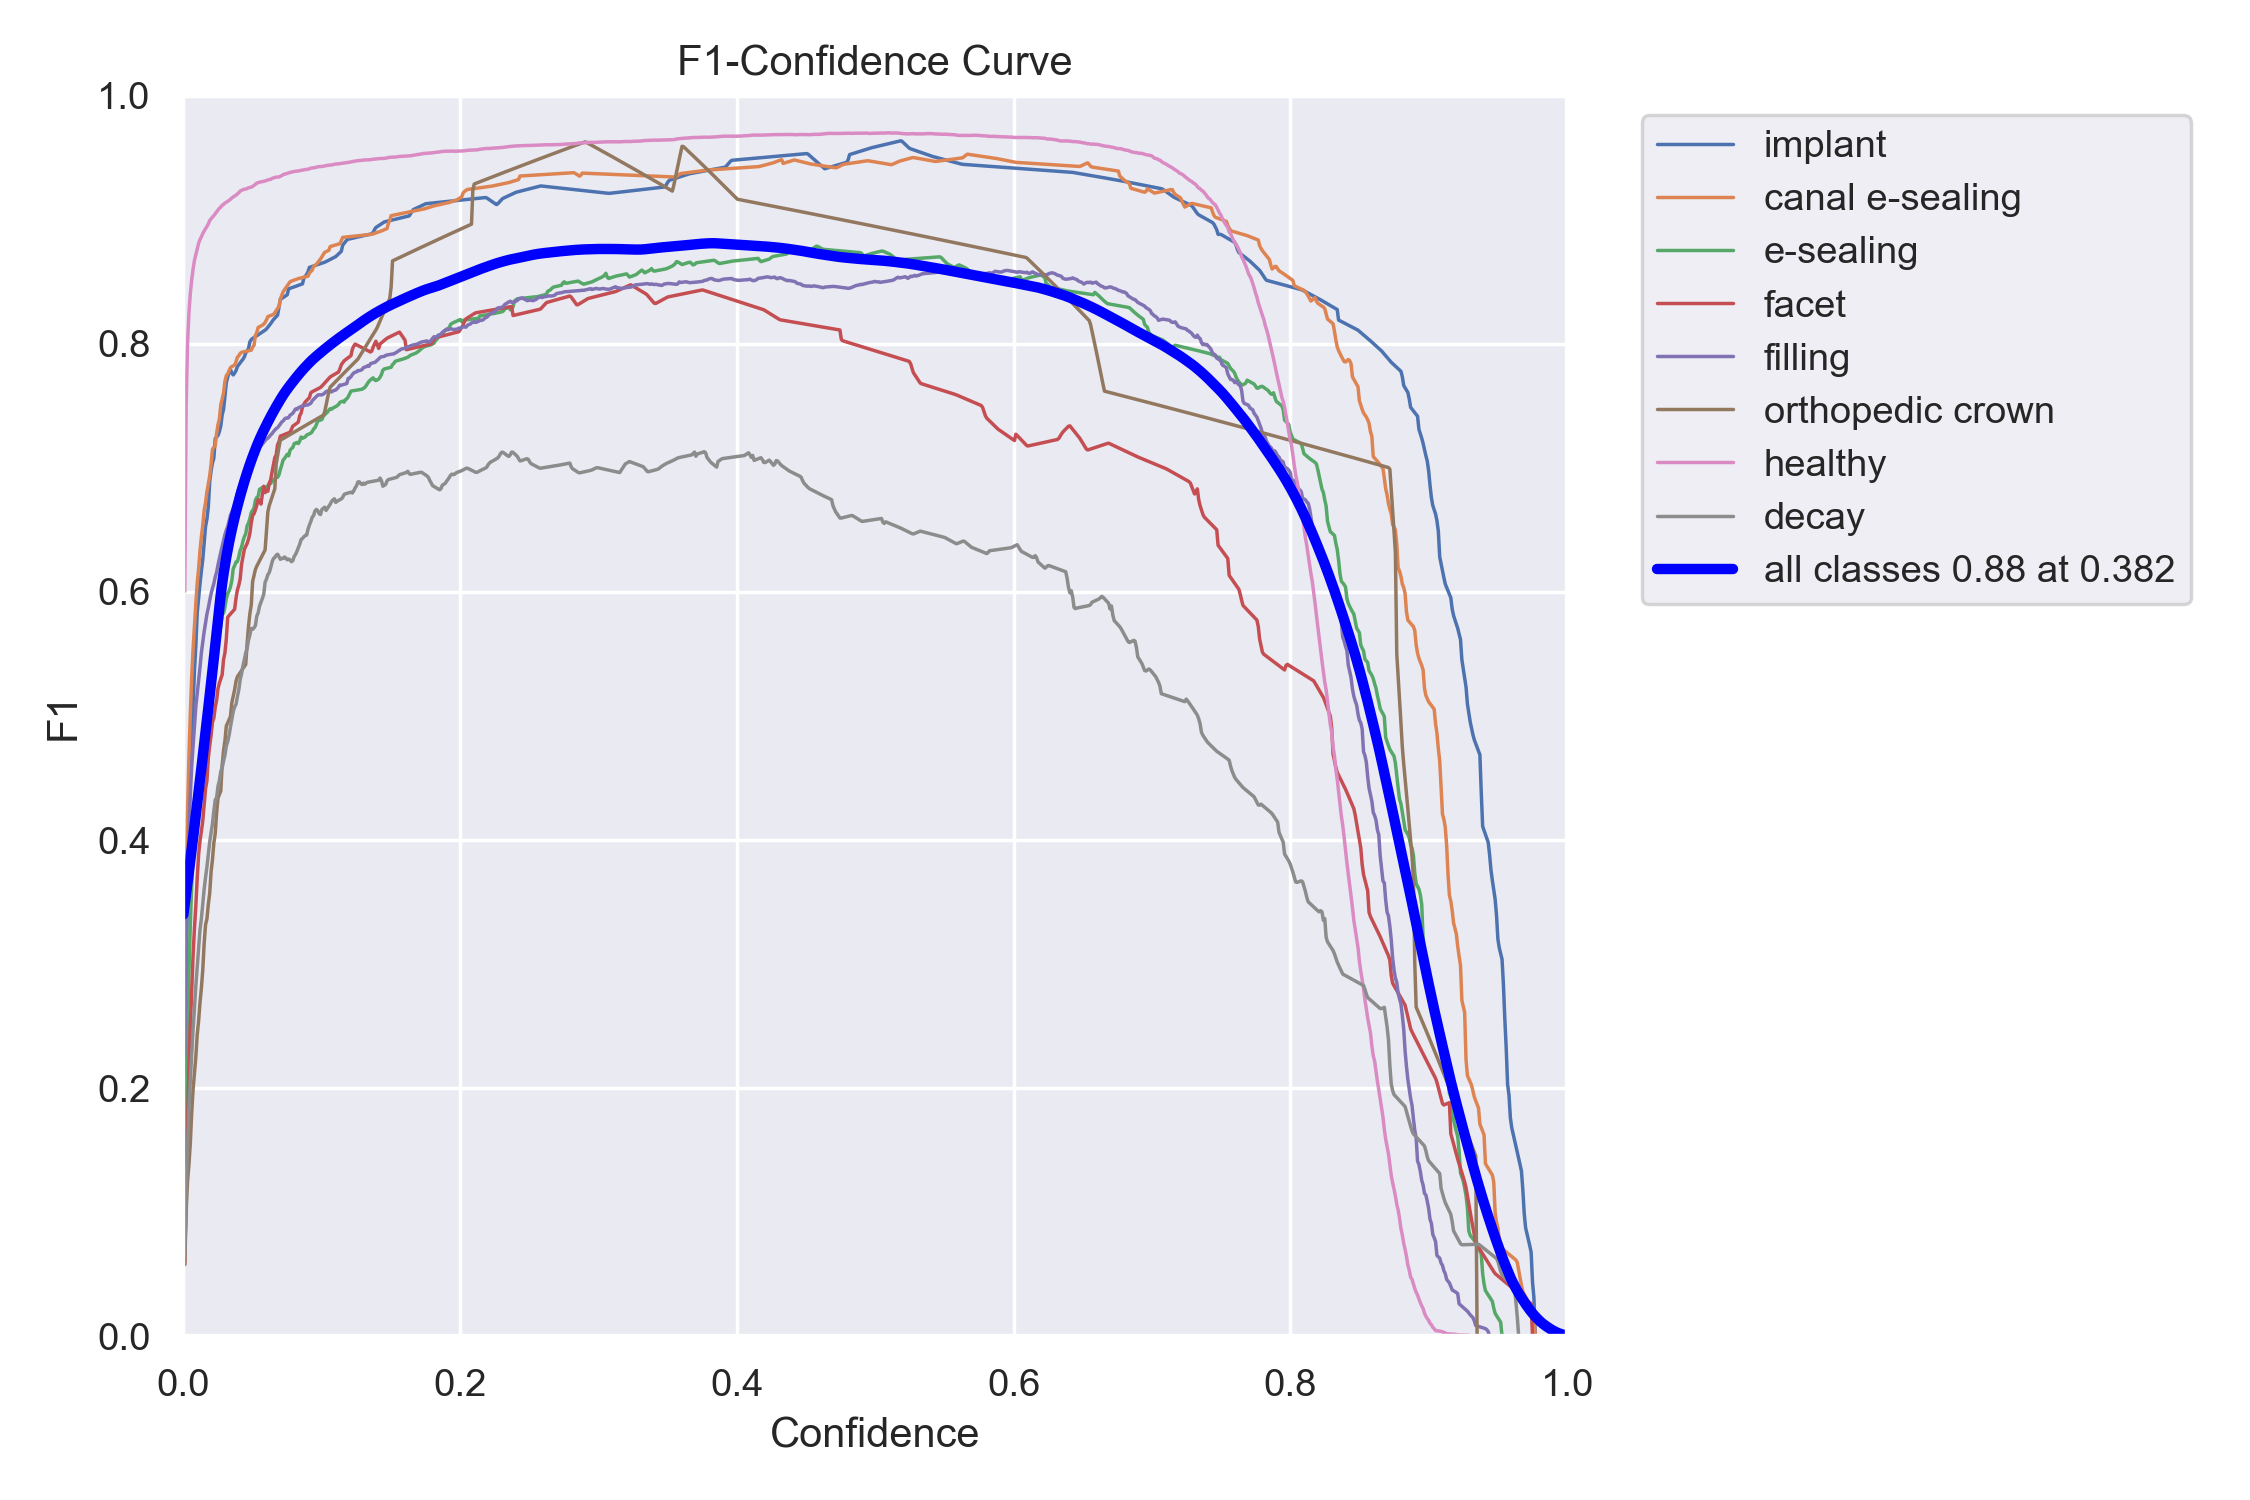 F1-Confidence Curve
1.0
0.8
0.6
0.4
0.2
0.0
F1
0.0 0.2 0.4 0.6 0.8 1.0
Confidence
implant
canal e-sealing
e-sealing
facet
filling
orthopedic crown
healthy
decay
all classes 0.88 at 0.382